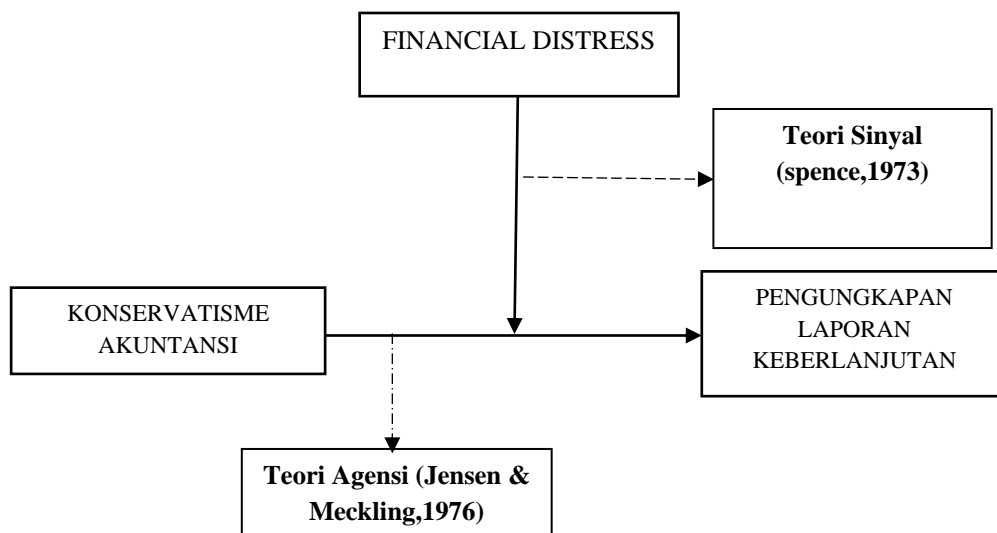 FINANCIAL DISTRESS
Teori Sinyal
(spence,1973)
KONSERVATISME
AKUNTANSI
PENGUNGKAPAN
LAPORAN
KEBERLANJUTAN
Teori Agensi (Jensen &
Meckling,1976)